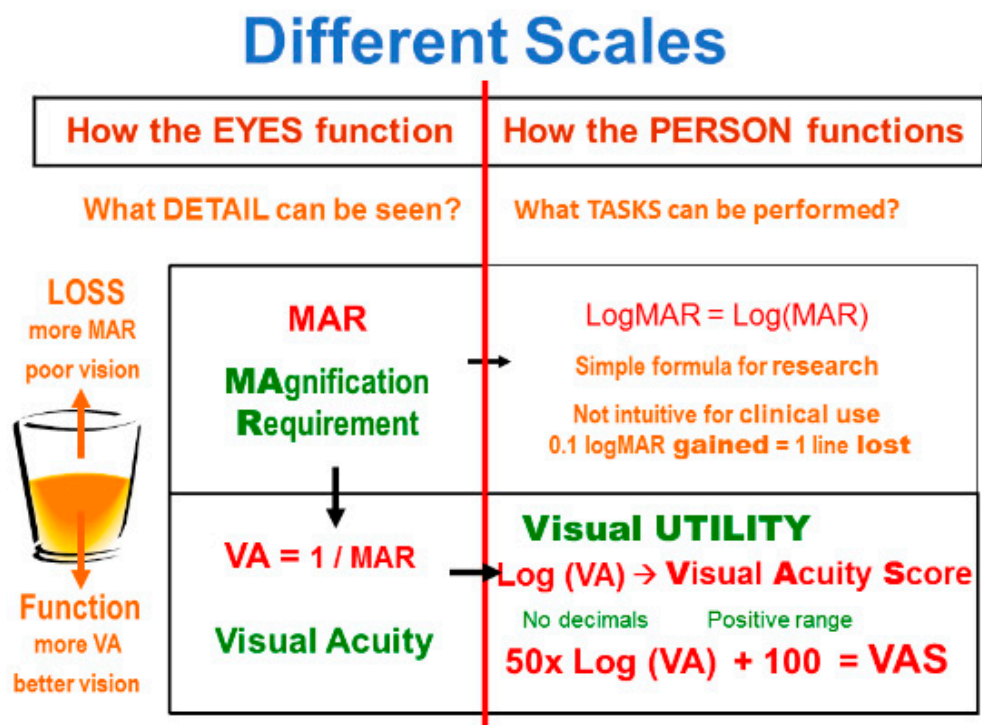 Different Scales
How the EYES function
How the PERSON functions
What DETAIL can be seen?
What TASKS can be performed?
LOSS
more MAR
poor vision
MAR
MAgnification
Requirement
LogMAR = Log(MAR)
Simple formula for research
Not intuitive for clinical use
0.1 logMAR gained = 1 line lost
Function
more VA
better vision
VA = 1 / MAR
Visual Acuity
Visual UTILITY
Log (VA) → Visual Acuity Score
No decimals Positive range
50x Log (VA) + 100 = VAS